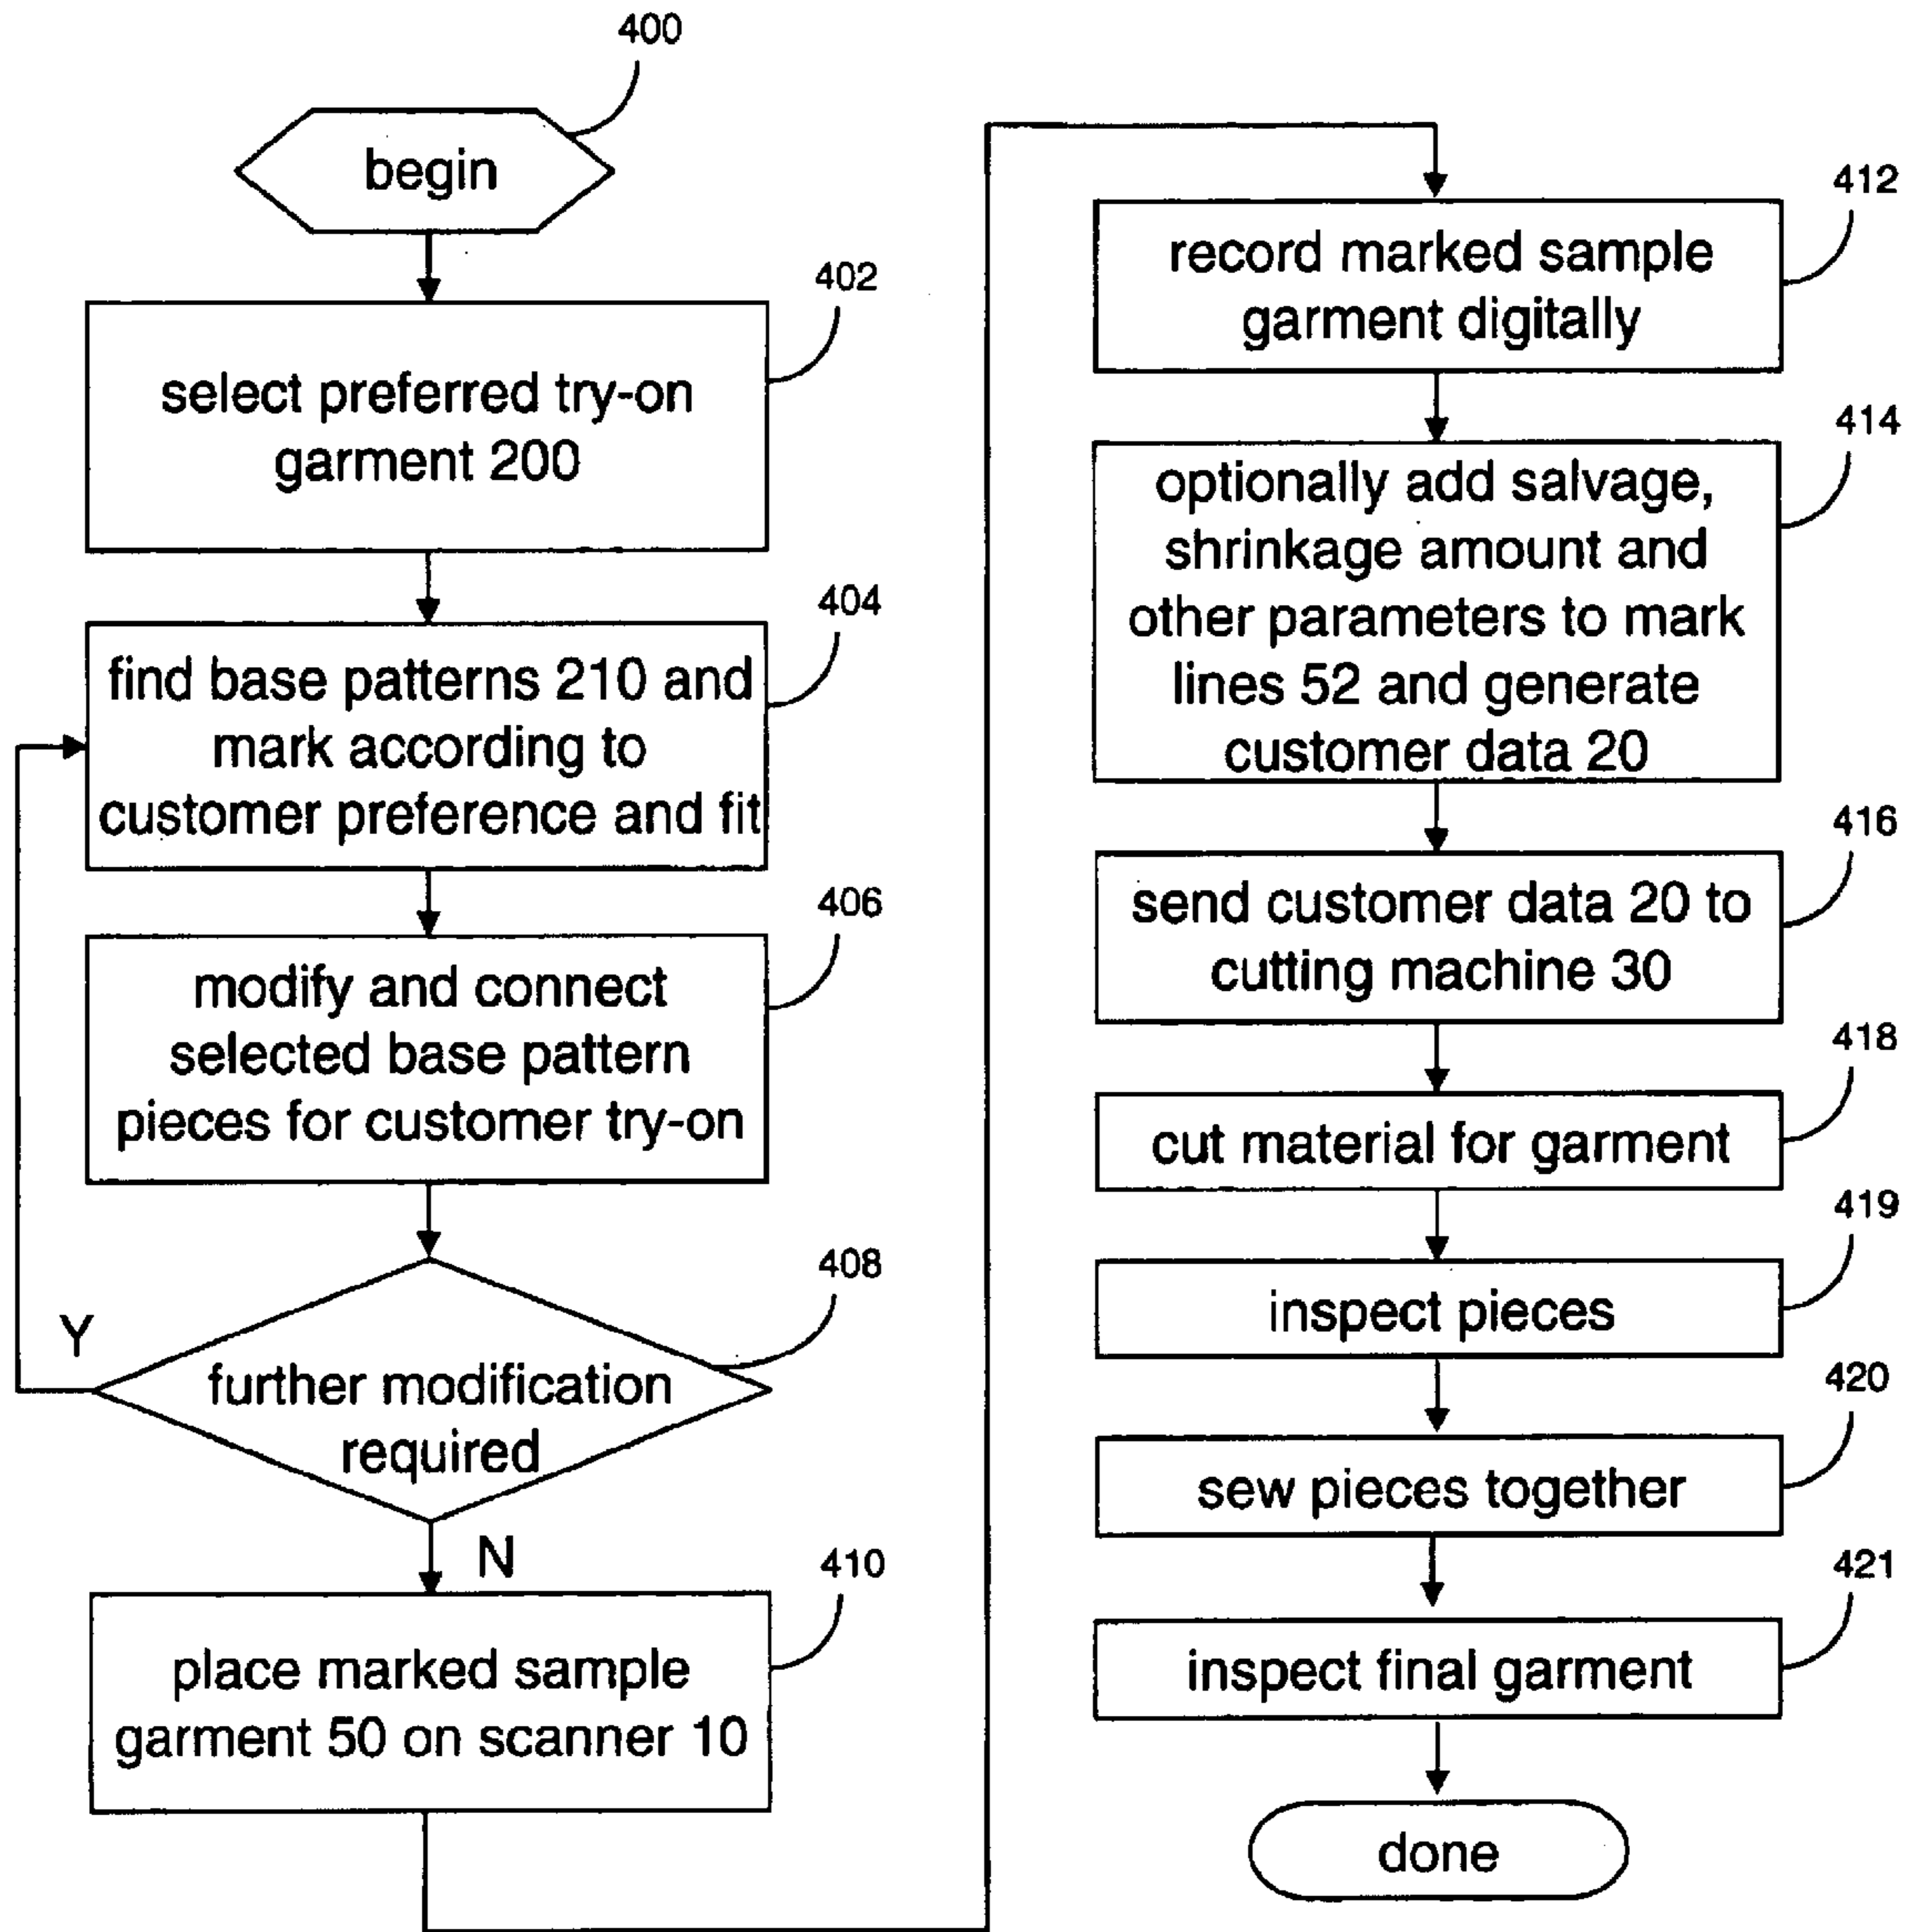 400
begin
402
select preferred try-on
garment 200
404
find base patterns 210 and
mark according to
customer preference and fit
406
modify and connect
selected base pattern
pieces for customer try-on
408
Y
further modification
required
N
410
place marked sample
garment 50 on scanner 10
412
record marked sample
garment digitally
414
optionally add salvage,
shrinkage amount and
other parameters to mark
lines 52 and generate
customer data 20
416
send customer data 20 to
cutting machine 30
418
cut material for garment
419
inspect pieces
420
sew pieces together
421
inspect final garment
done